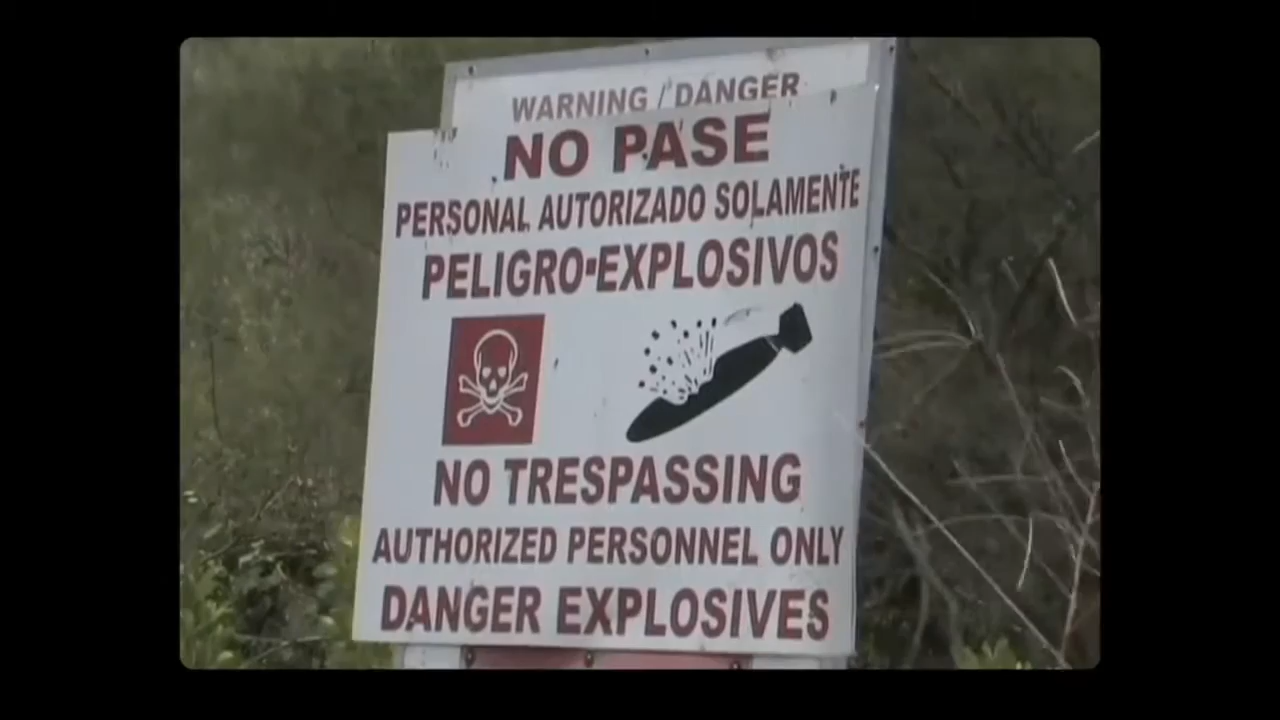 WARNING / DANGER
NO PASE
PERSONAL AUTORIZADO SOLAMENTE
PELIGRO-EXPLOSIVOS
NO TRESPASSING
AUTHORIZED PERSONNEL ONLY
DANGER EXPLOSIVES